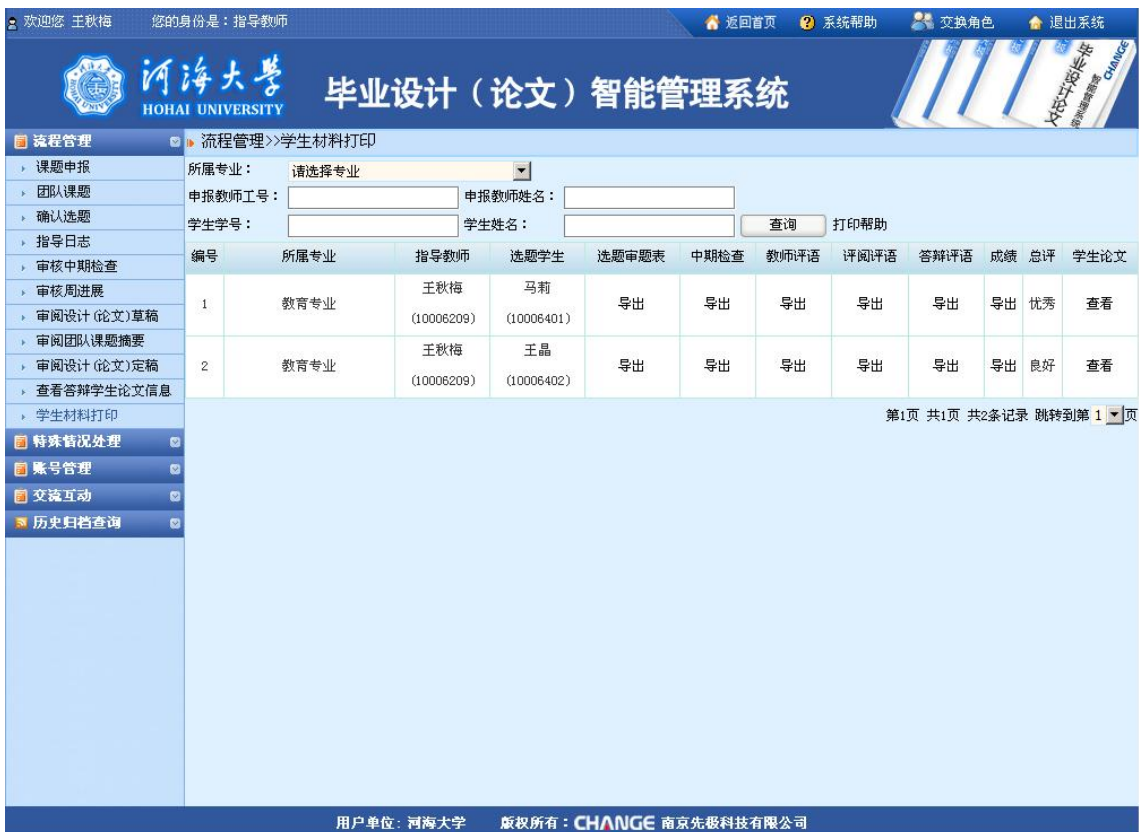 欢迎您 王秋梅 您的身份是：指导教师 返回首页 系统帮助 交换角色 退出系统
河海大学
HOHAI UNIVERSITY
毕业设计（论文）智能管理系统
毕业设计论文
智能管理系统
CHANGE
流程管理
课题申报
团队课题
确认选题
指导日志
审核中期检查
审核周进展
审阅设计(论文)草稿
审阅团队课题摘要
审阅设计(论文)定稿
查看答辩学生论文信息
学生材料打印
特殊情况处理
账号管理
交流互动
历史归档查询
流程管理>>学生材料打印
所属专业： 请选择专业
申报教师工号： 申报教师姓名：
学生学号： 学生姓名： 查询 打印帮助
编号 所属专业 指导教师 选题学生 选题审题表 中期检查 教师评语 评阅评语 答辩评语 成绩 总评 学生论文
1 教育专业 王秋梅 (10006209) 马莉 (10006401) 导出 导出 导出 导出 导出 导出 优秀 查看
2 教育专业 王秋梅 (10006209) 王晶 (10006402) 导出 导出 导出 导出 导出 导出 良好 查看
第1页 共1页 共2条记录 跳转到第 1 页
用户单位: 河海大学 版权所有：CHANGE 南京先极科技有限公司